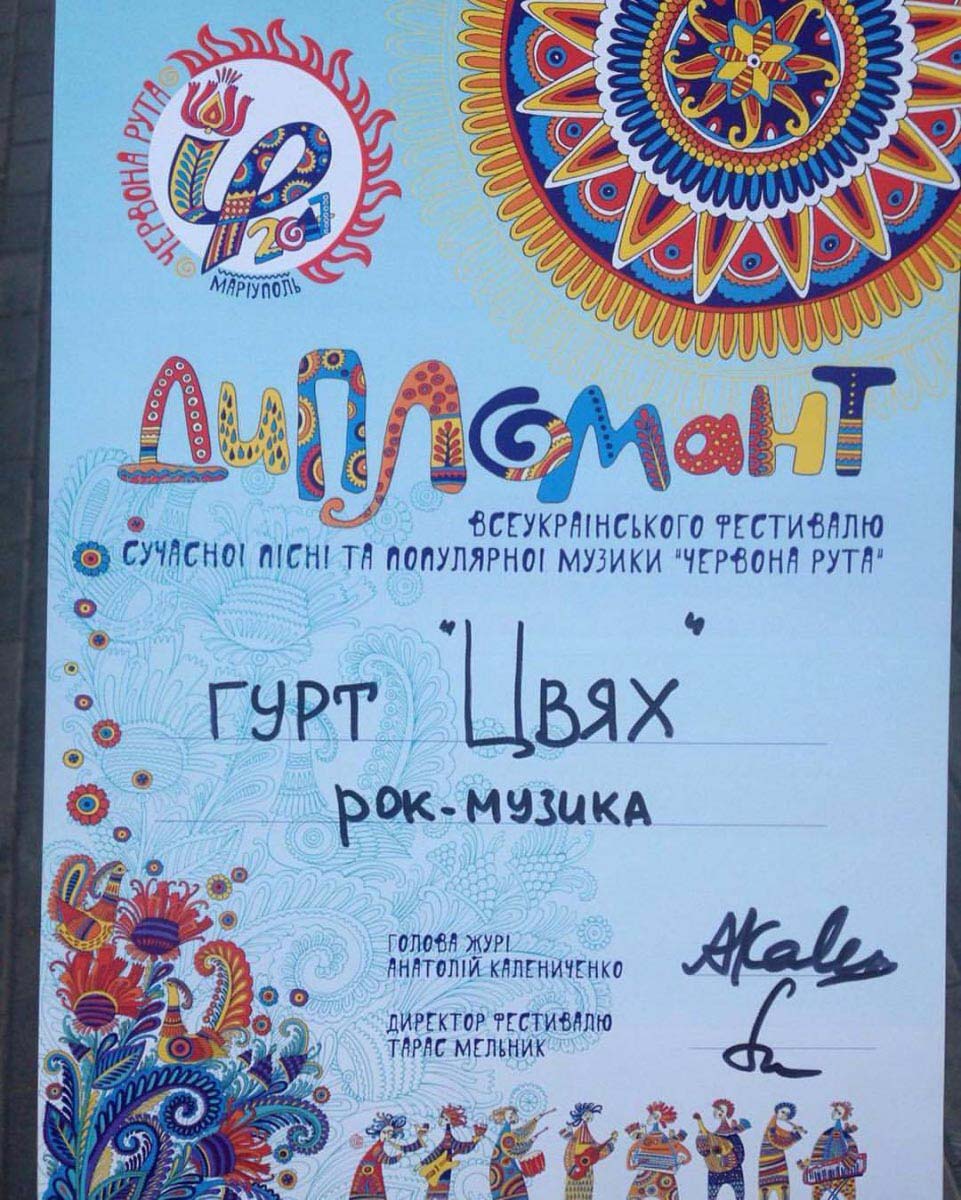 ЧЕРВОНА РУТА
2017
МАРІУПОЛЬ
ДИПЛОМАНТ
ВСЕУКРАЇНСЬКОГО ФЕСТИВАЛЮ
СУЧАСНОЇ ПІСНІ ТА ПОПУЛЯРНОЇ МУЗИКИ "ЧЕРВОНА РУТА"
ГУРТ "ЦВЯХ"
РОК-МУЗИКА
ГОЛОВА ЖУРІ
АНАТОЛІЙ КАЛЕНИЧЕНКО
ДИРЕКТОР ФЕСТИВАЛЮ
ТАРАС МЕЛЬНИК